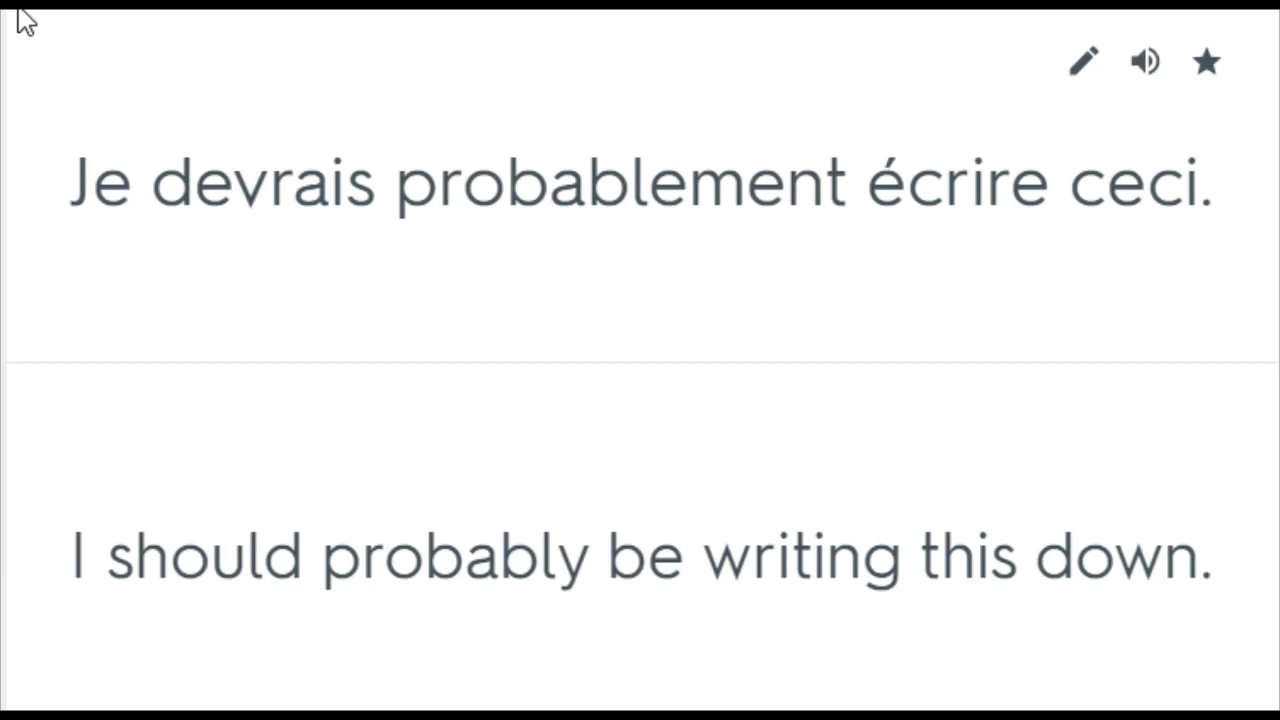 Je devrais probablement écrire ceci.
I should probably be writing this down.